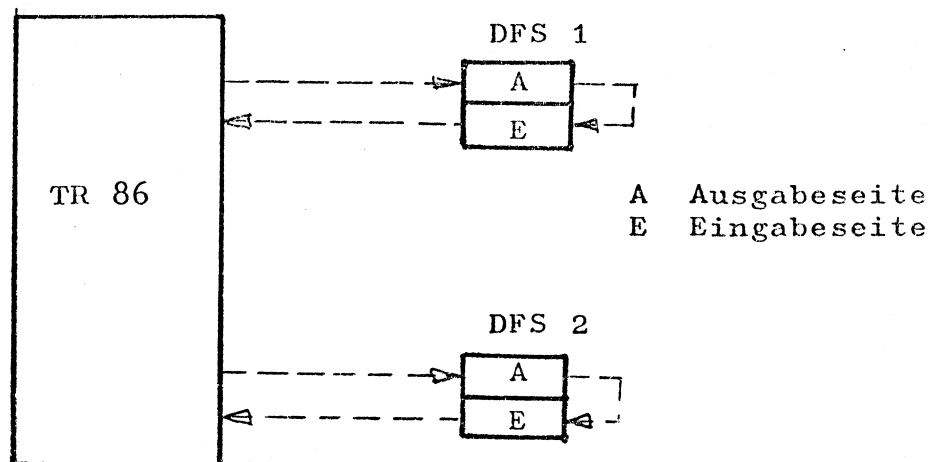 DFS 1
A
E
TR 86
A Ausgabeseite
E Eingabeseite
DFS 2
A
E